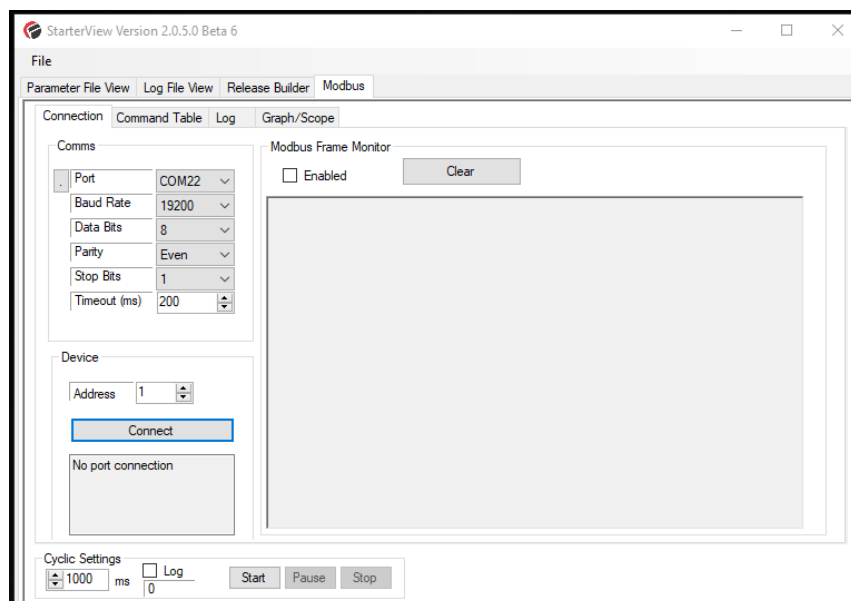 StarterView Version 2.0.5.0 Beta 6
File
Parameter File View Log File View Release Builder Modbus
Connection Command Table Log Graph/Scope
Comms
. Port COM22
Baud Rate 19200
Data Bits 8
Parity Even
Stop Bits 1
Timeout (ms) 200
Modbus Frame Monitor
Enabled Clear
Device
Address 1
Connect
No port connection
Cyclic Settings
1000 ms Log 0 Start Pause Stop